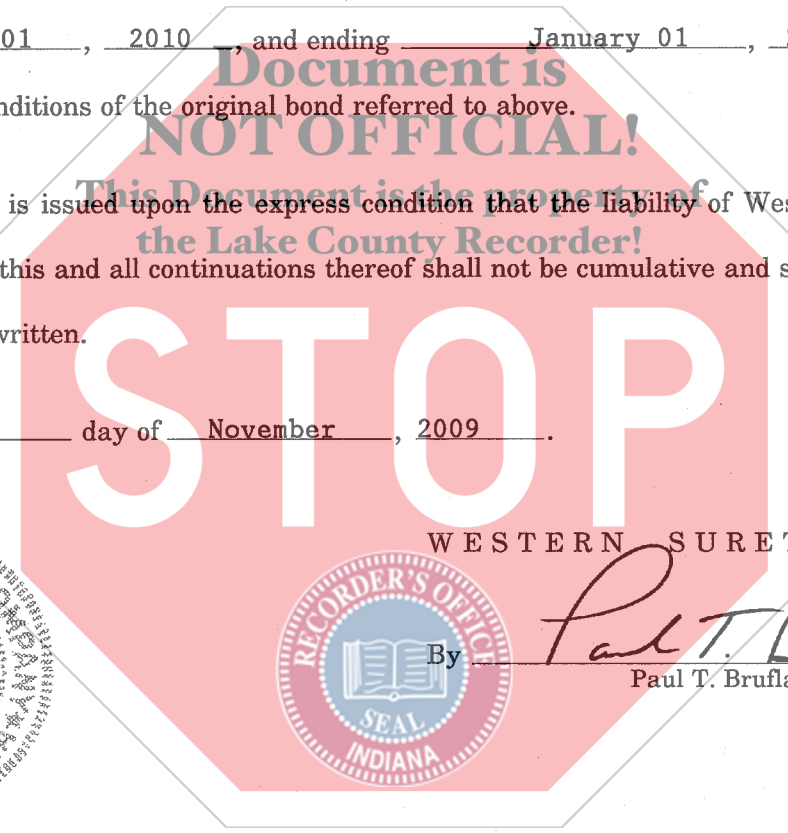 01 , 2010 , and ending January 01 ,
Document is
nditions of the original bond referred to above.
NOT OFFICIAL!
This Document is the property of
is issued upon the express condition that the liability of Wes
the Lake County Recorder!
this and all continuations thereof shall not be cumulative and s
written.
STOP
day of November , 2009 .
WESTERN SURET
RECORDER'S OFFICE
By Paul T.
Paul T. Brufla
SEAL
INDIANA